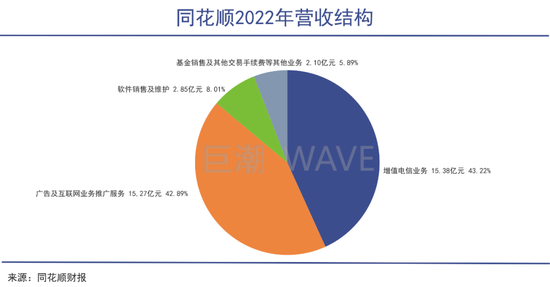 同花顺2022年营收结构
基金销售及其他交易手续费等其他业务 2.10亿元 5.89%
软件销售及维护 2.85亿元 8.01%
巨潮 WAVE
增值电信业务 15.38亿元 43.22%
广告及互联网业务推广服务 15.27亿元 42.89%
来源：同花顺财报